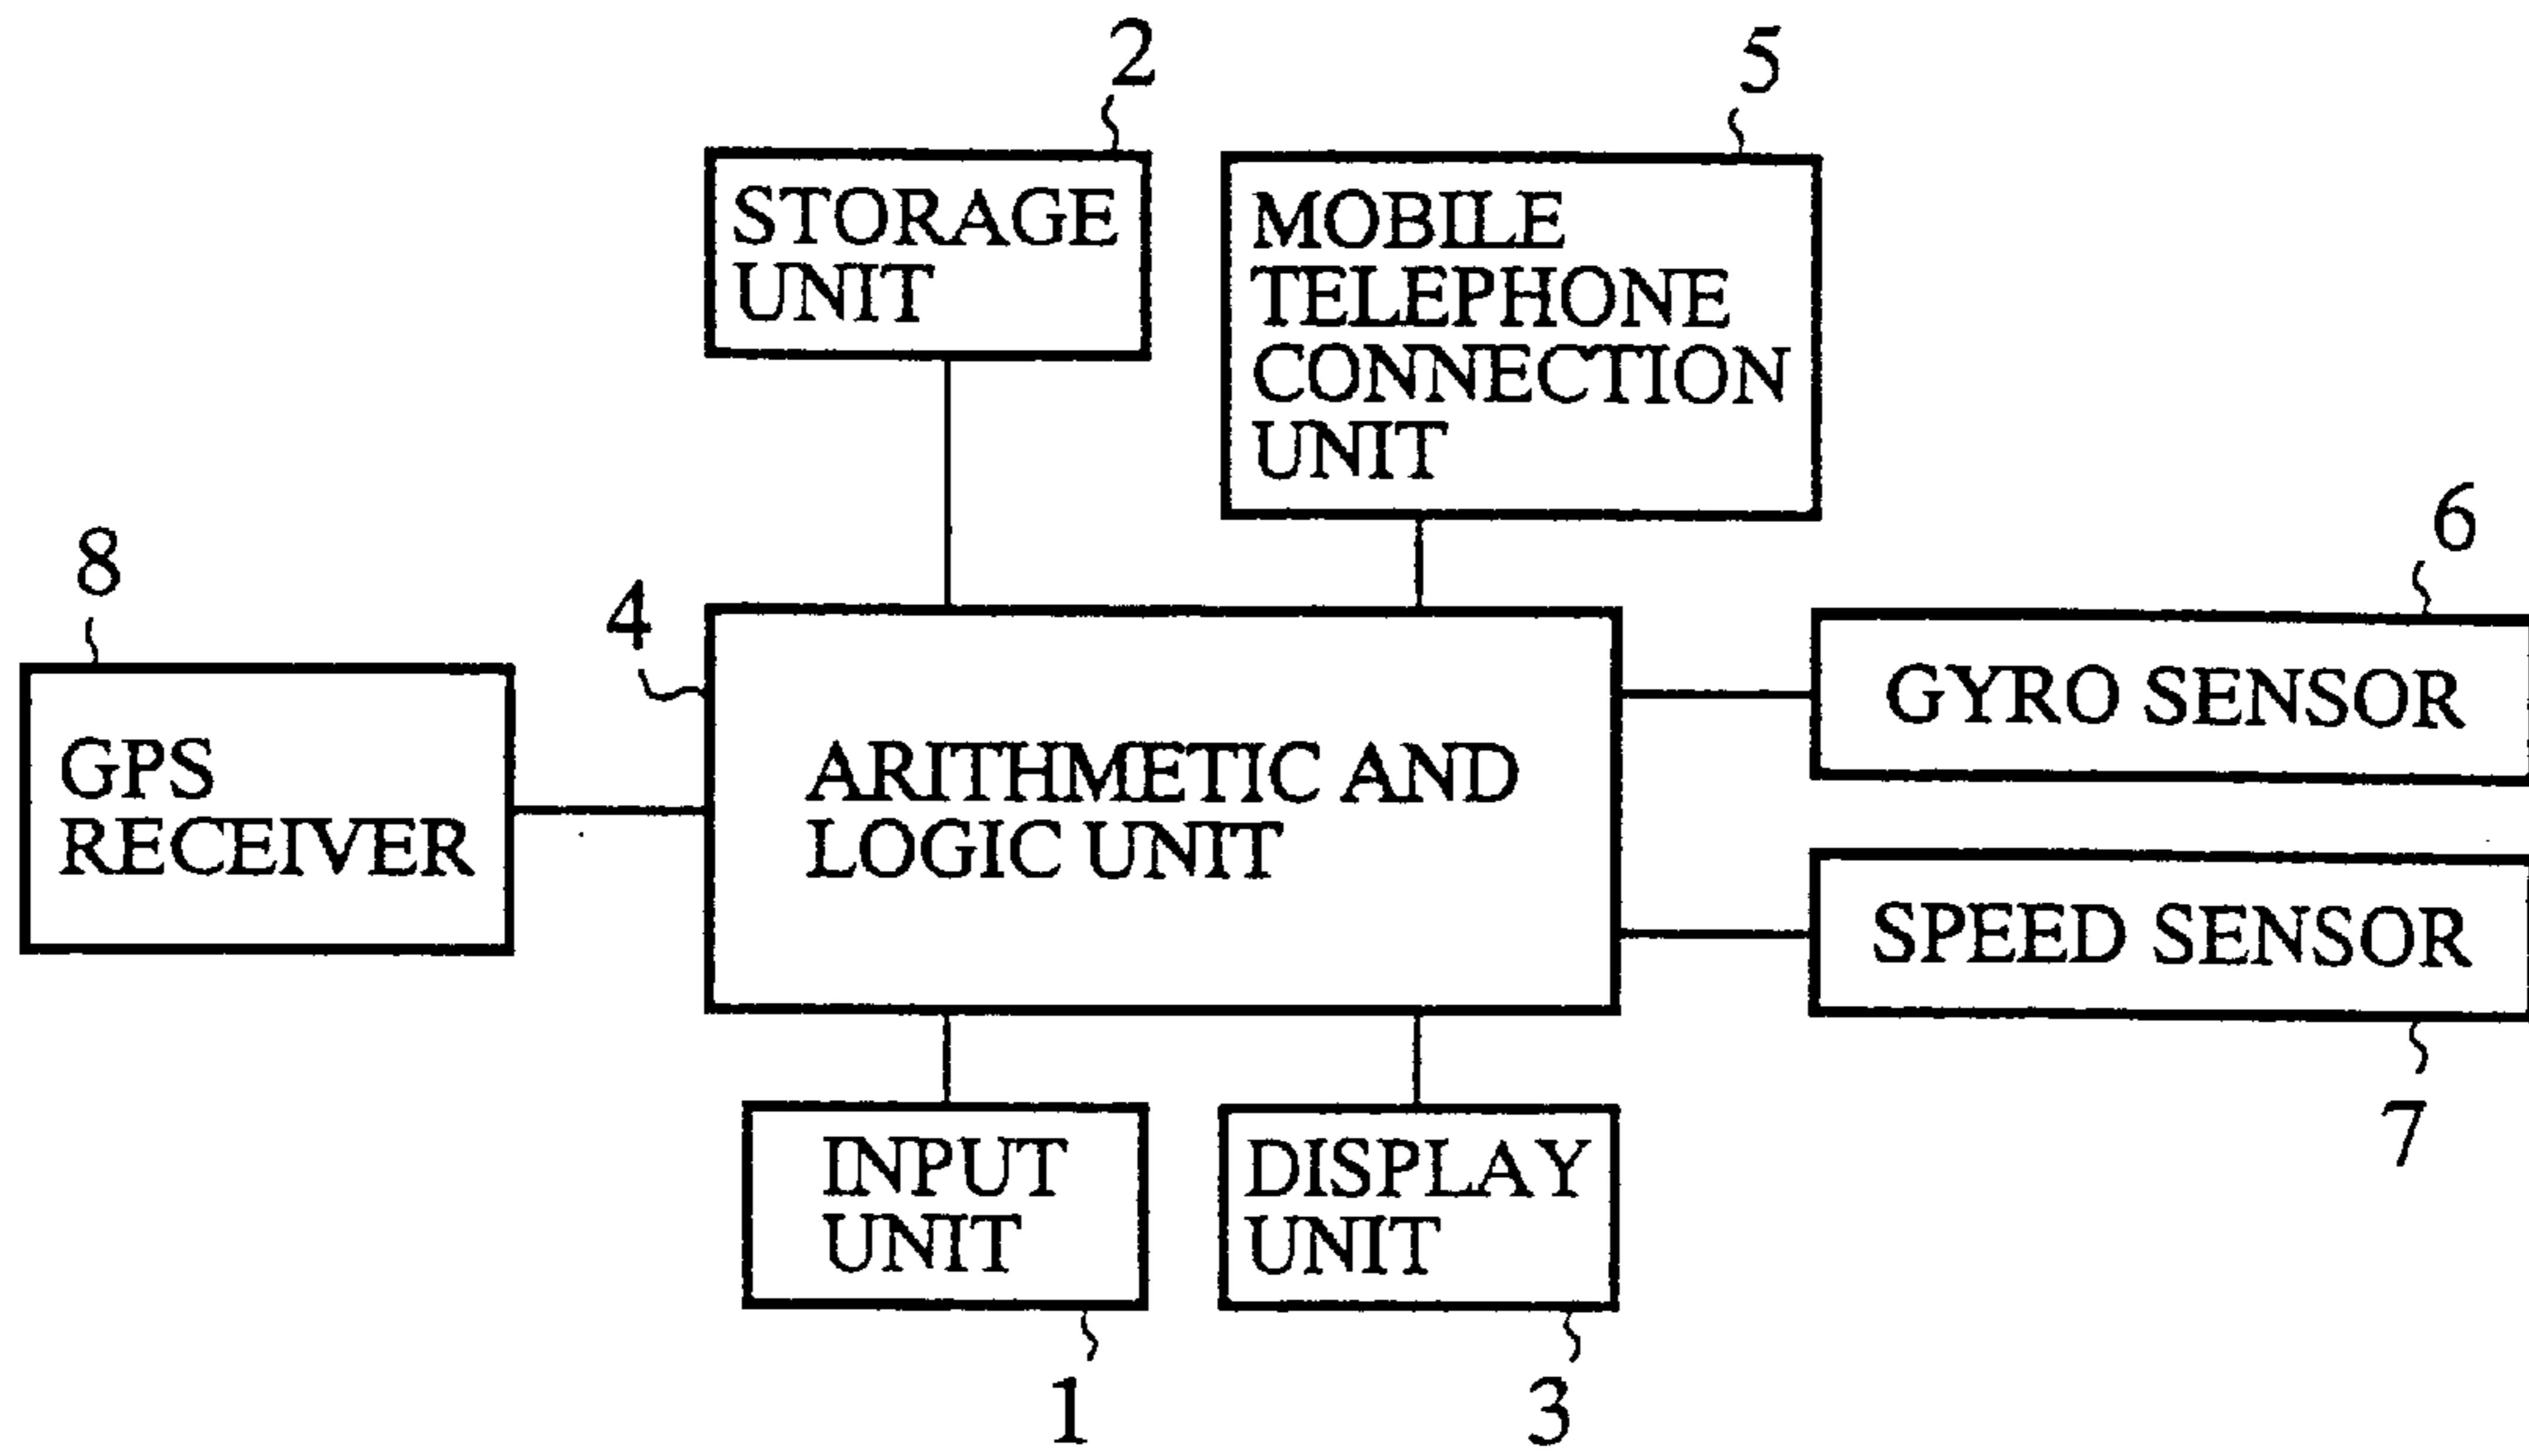 2
STORAGE
UNIT
5
MOBILE
TELEPHONE
CONNECTION
UNIT
8
GPS
RECEIVER
4
ARITHMETIC AND
LOGIC UNIT
6
GYRO SENSOR
SPEED SENSOR
7
INPUT
UNIT
1
DISPLAY
UNIT
3